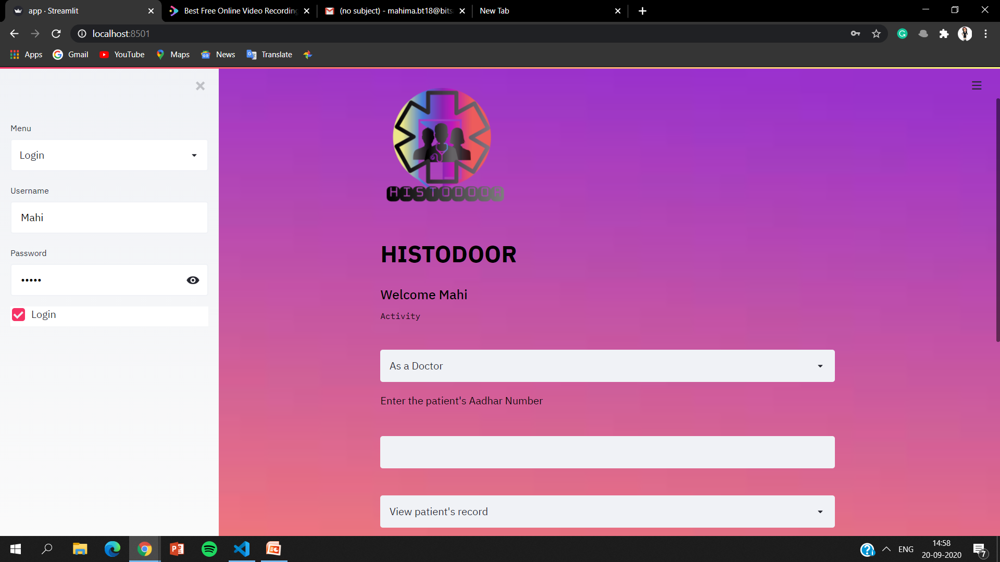 app · Streamlit
Best Free Online Video Recording
(no subject) - mahima.bt18@bits
New Tab
localhost:8501
Apps
Gmail
YouTube
Maps
News
Translate
Menu
Login
Username
Mahi
Password
•••••
Login
HISTODOOR
HISTODOOR
Welcome Mahi
Activity
As a Doctor
Enter the patient's Aadhar Number
View patient's record
ENG
14:58
20-09-2020
7